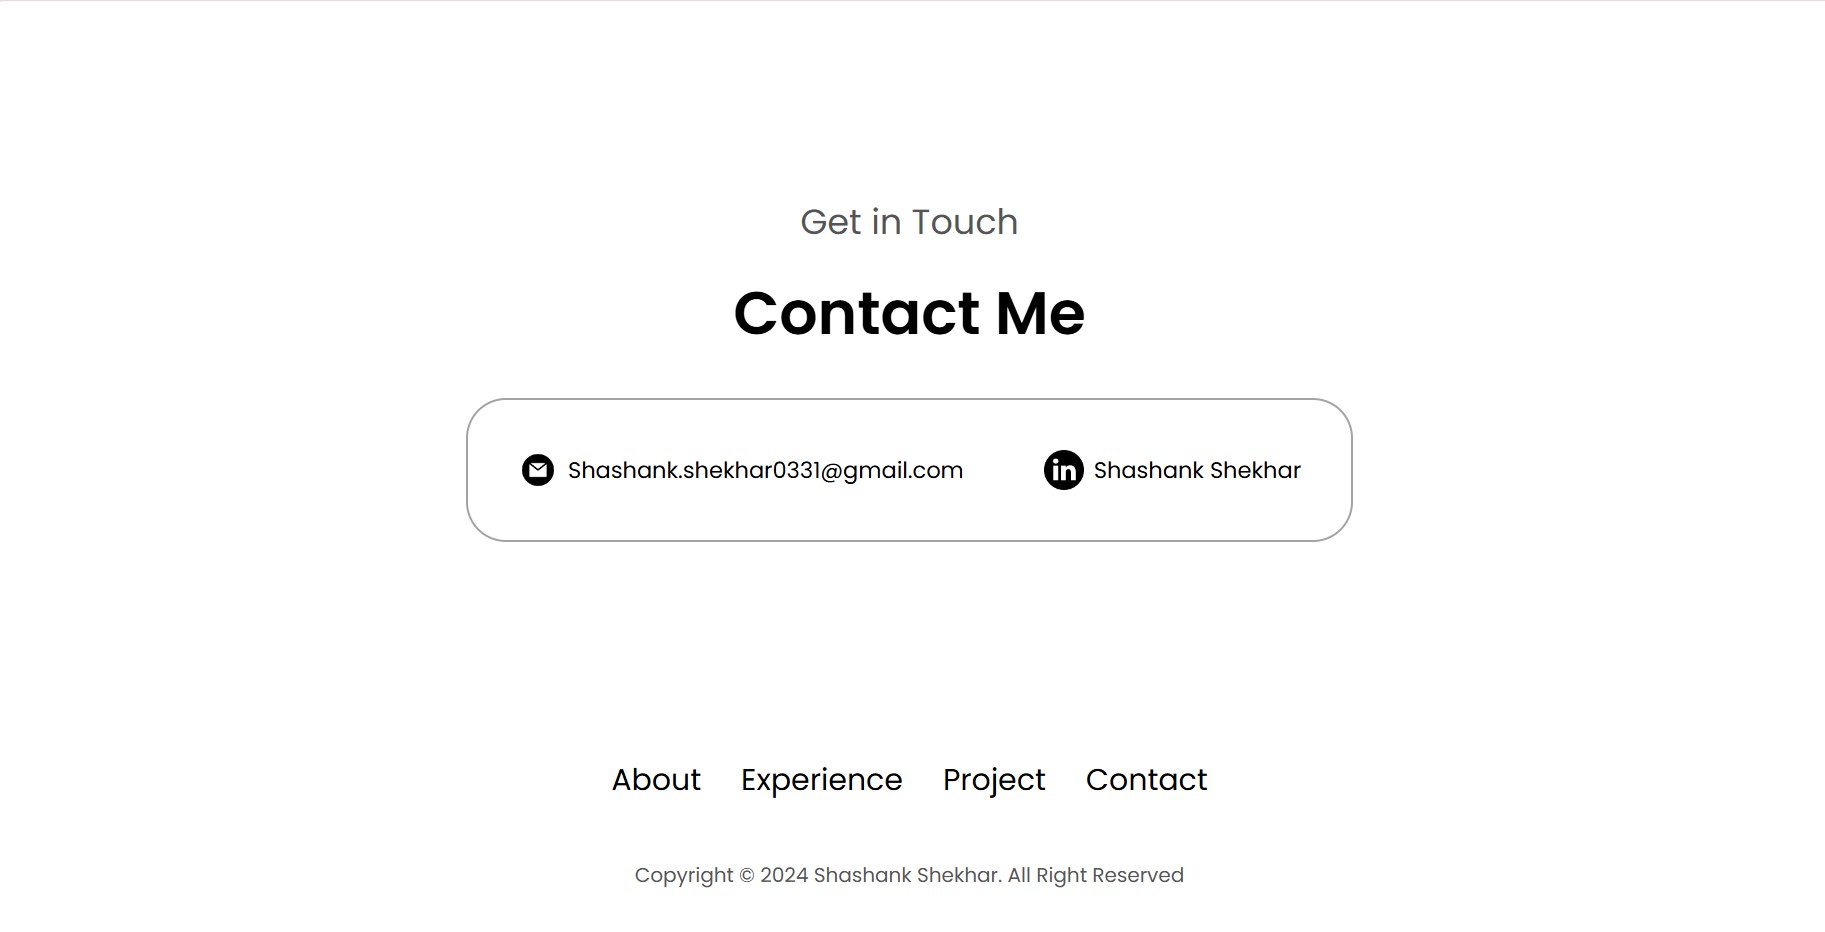 Get in Touch
Contact Me
Shashank.shekhar0331@gmail.com
in Shashank Shekhar
About Experience Project Contact
Copyright © 2024 Shashank Shekhar. All Right Reserved